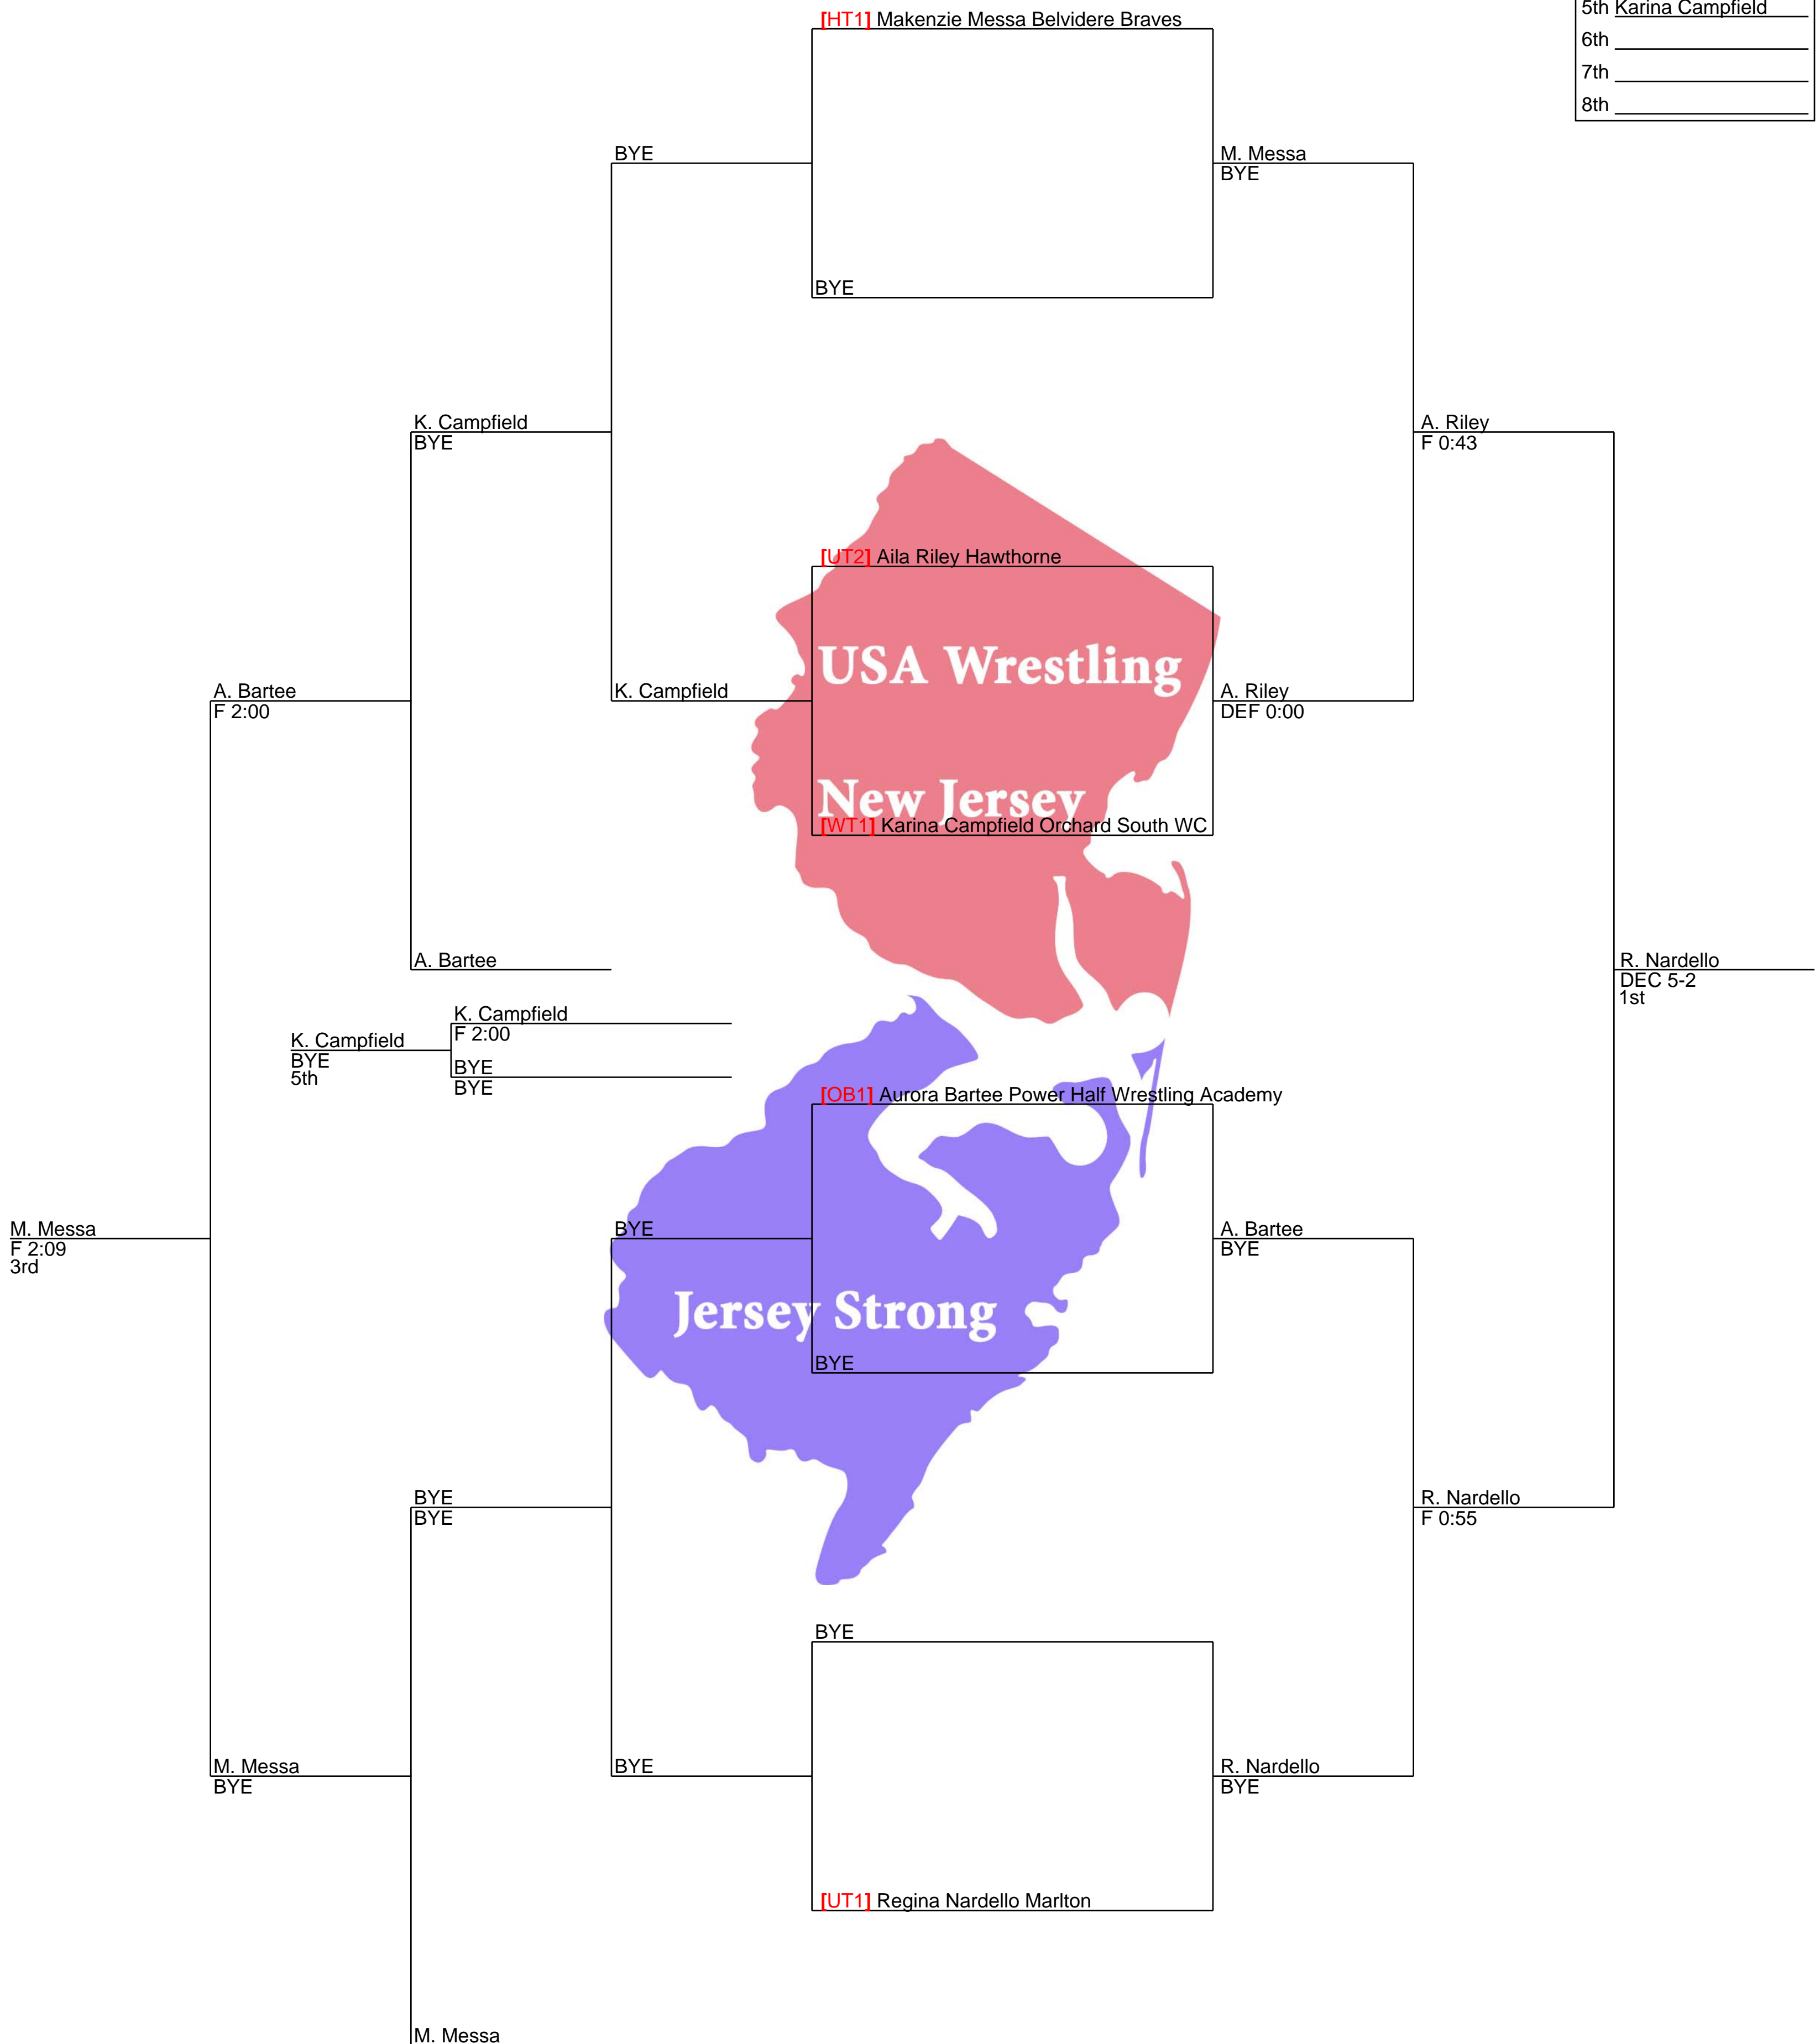 5th Karina Campfield
[HT1] Makenzie Messa Belvidere Braves
6th
7th
8th
BYE
M. Messa
BYE
BYE
K. Campfield
BYE
A. Riley
F 0:43
[UT2] Aila Riley Hawthorne
USA Wrestling
A. Bartee
F 2:00
K. Campfield
A. Riley
DEF 0:00
New Jersey
[WT1] Karina Campfield Orchard South WC
A. Bartee
R. Nardello
DEC 5-2
1st
K. Campfield
F 2:00
K. Campfield
BYE
5th
BYE
BYE
[OB1] Aurora Bartee Power Half Wrestling Academy
M. Messa
F 2:09
3rd
BYE
A. Bartee
BYE
Jersey Strong
BYE
BYE
BYE
R. Nardello
F 0:55
BYE
M. Messa
BYE
BYE
R. Nardello
BYE
[UT1] Regina Nardello Marlton
M. Messa